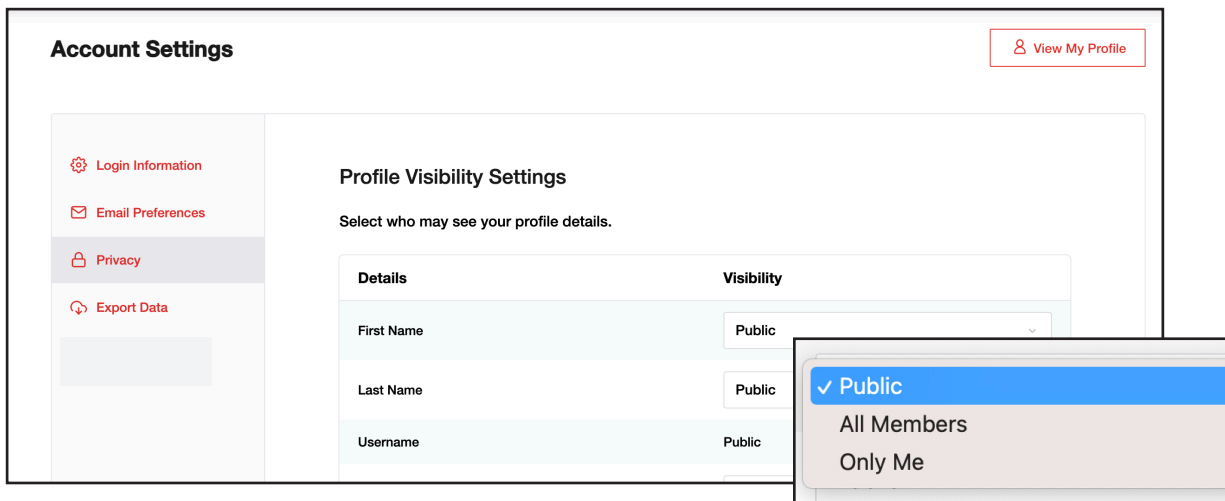 Account Settings
View My Profile
Login Information
Email Preferences
Privacy
Export Data
Profile Visibility Settings
Select who may see your profile details.
Details Visibility
First Name Public
Last Name Public
Username Public
Public
All Members
Only Me